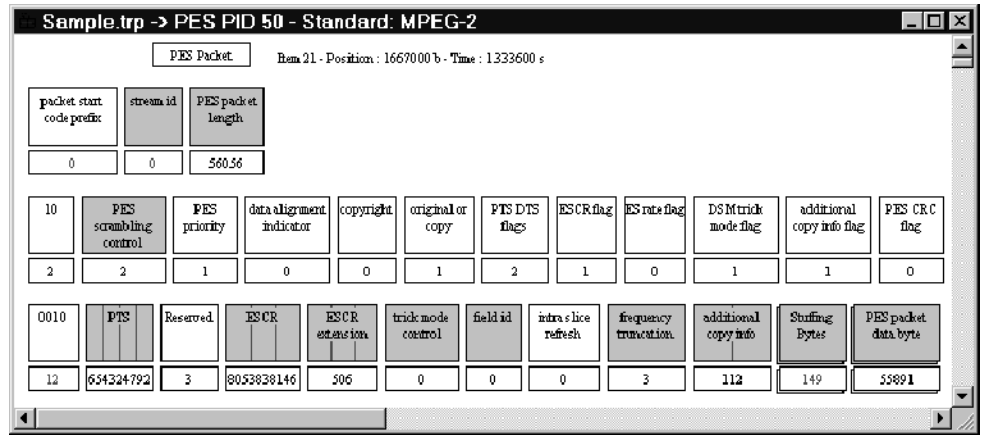 Sample.trp -> PES PID 50 - Standard: MPEG-2
PES Packet Item 21 - Position : 1667000 b - Time : 1.333600 s
packet start stream id PES packet
code prefix length
0 0 56056
10 PES PES data alignment copyright original or PTS DTS ESCR flag ES rate flag DSM trick additional PES CRC
scrambling priority indicator copy flags mode flag copy info flag flag
control
2 2 1 0 0 1 2 1 0 1 1 0
0010 PTS Reserved ESCR ESCR trick mode field id intra slice frequency additional Stuffing PES packet
extension control refresh truncation copy info Bytes data byte
12 654324792 3 8053838146 506 0 0 0 3 112 149 55891